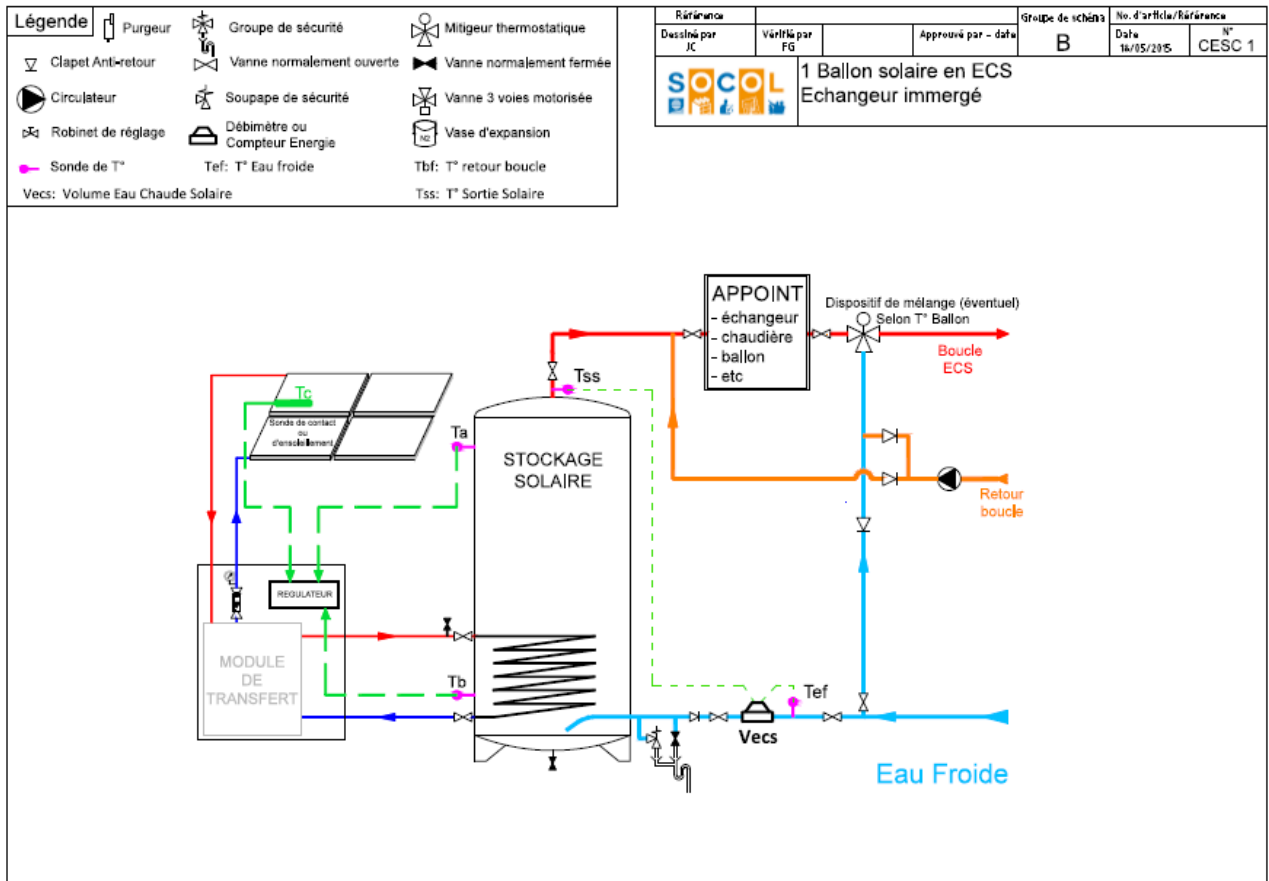 Légende
Purgeur
Groupe de sécurité
Mitigeur thermostatique
Clapet Anti-retour
Vanne normalement ouverte
Vanne normalement fermée
Circulateur
Soupape de sécurité
Vanne 3 voies motorisée
Robinet de réglage
Débimètre ou
Compteur Energie
N2
Vase d'expansion
Sonde de T°
Tef: T° Eau froide
Tbf: T° retour boucle
Vecs: Volume Eau Chaude Solaire
Tss: T° Sortie Solaire
Référence
Groupe de schéma
No. d'article/Référence
Dessiné par
JC
Vérifié par
FG
Approuvé par - date
B
Date
14/05/2015
N°
CESC 1
SOCOL
1 Ballon solaire en ECS
Echangeur immergé
APPOINT
- échangeur
- chaudière
- ballon
- etc
Dispositif de mélange (éventuel)
Selon T° Ballon
Boucle
ECS
Tss
Tc
Sonde de contact
ou
d'ensoleillement
Ta
STOCKAGE
SOLAIRE
Retour
boucle
REGULATEUR
MODULE
DE
TRANSFERT
Tb
Tef
Vecs
Eau Froide